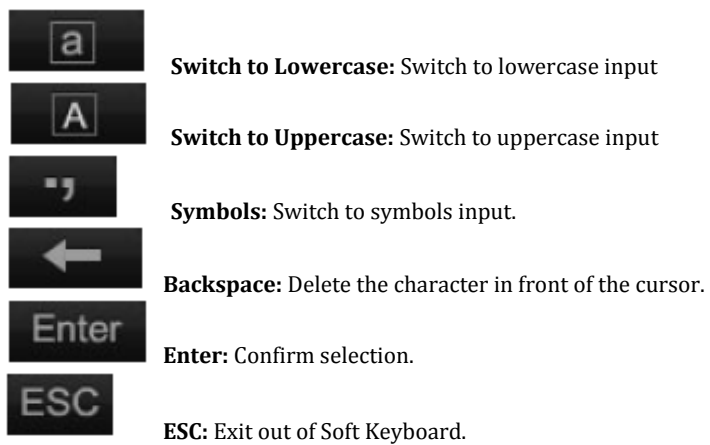 a
Switch to Lowercase: Switch to lowercase input
A
Switch to Uppercase: Switch to uppercase input
.,
Symbols: Switch to symbols input.
Backspace: Delete the character in front of the cursor.
Enter
Enter: Confirm selection.
ESC
ESC: Exit out of Soft Keyboard.